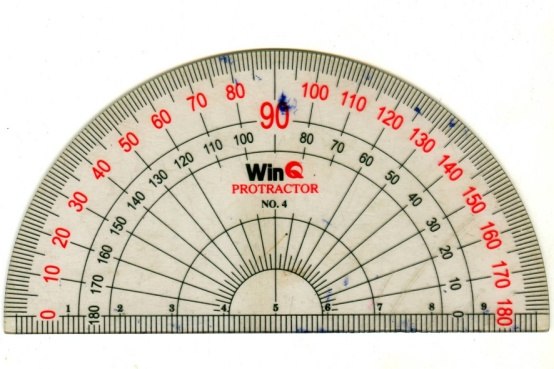 0 10 20 30 40 50 60 70 80 90 100 110 120 130 140 150 160 170 180
180 170 160 150 140 130 120 110 100 80 70 60 50 40 30 20 10 0
WinQ
PROTRACTOR
NO. 4
1 2 3 4 5 6 7 8 9